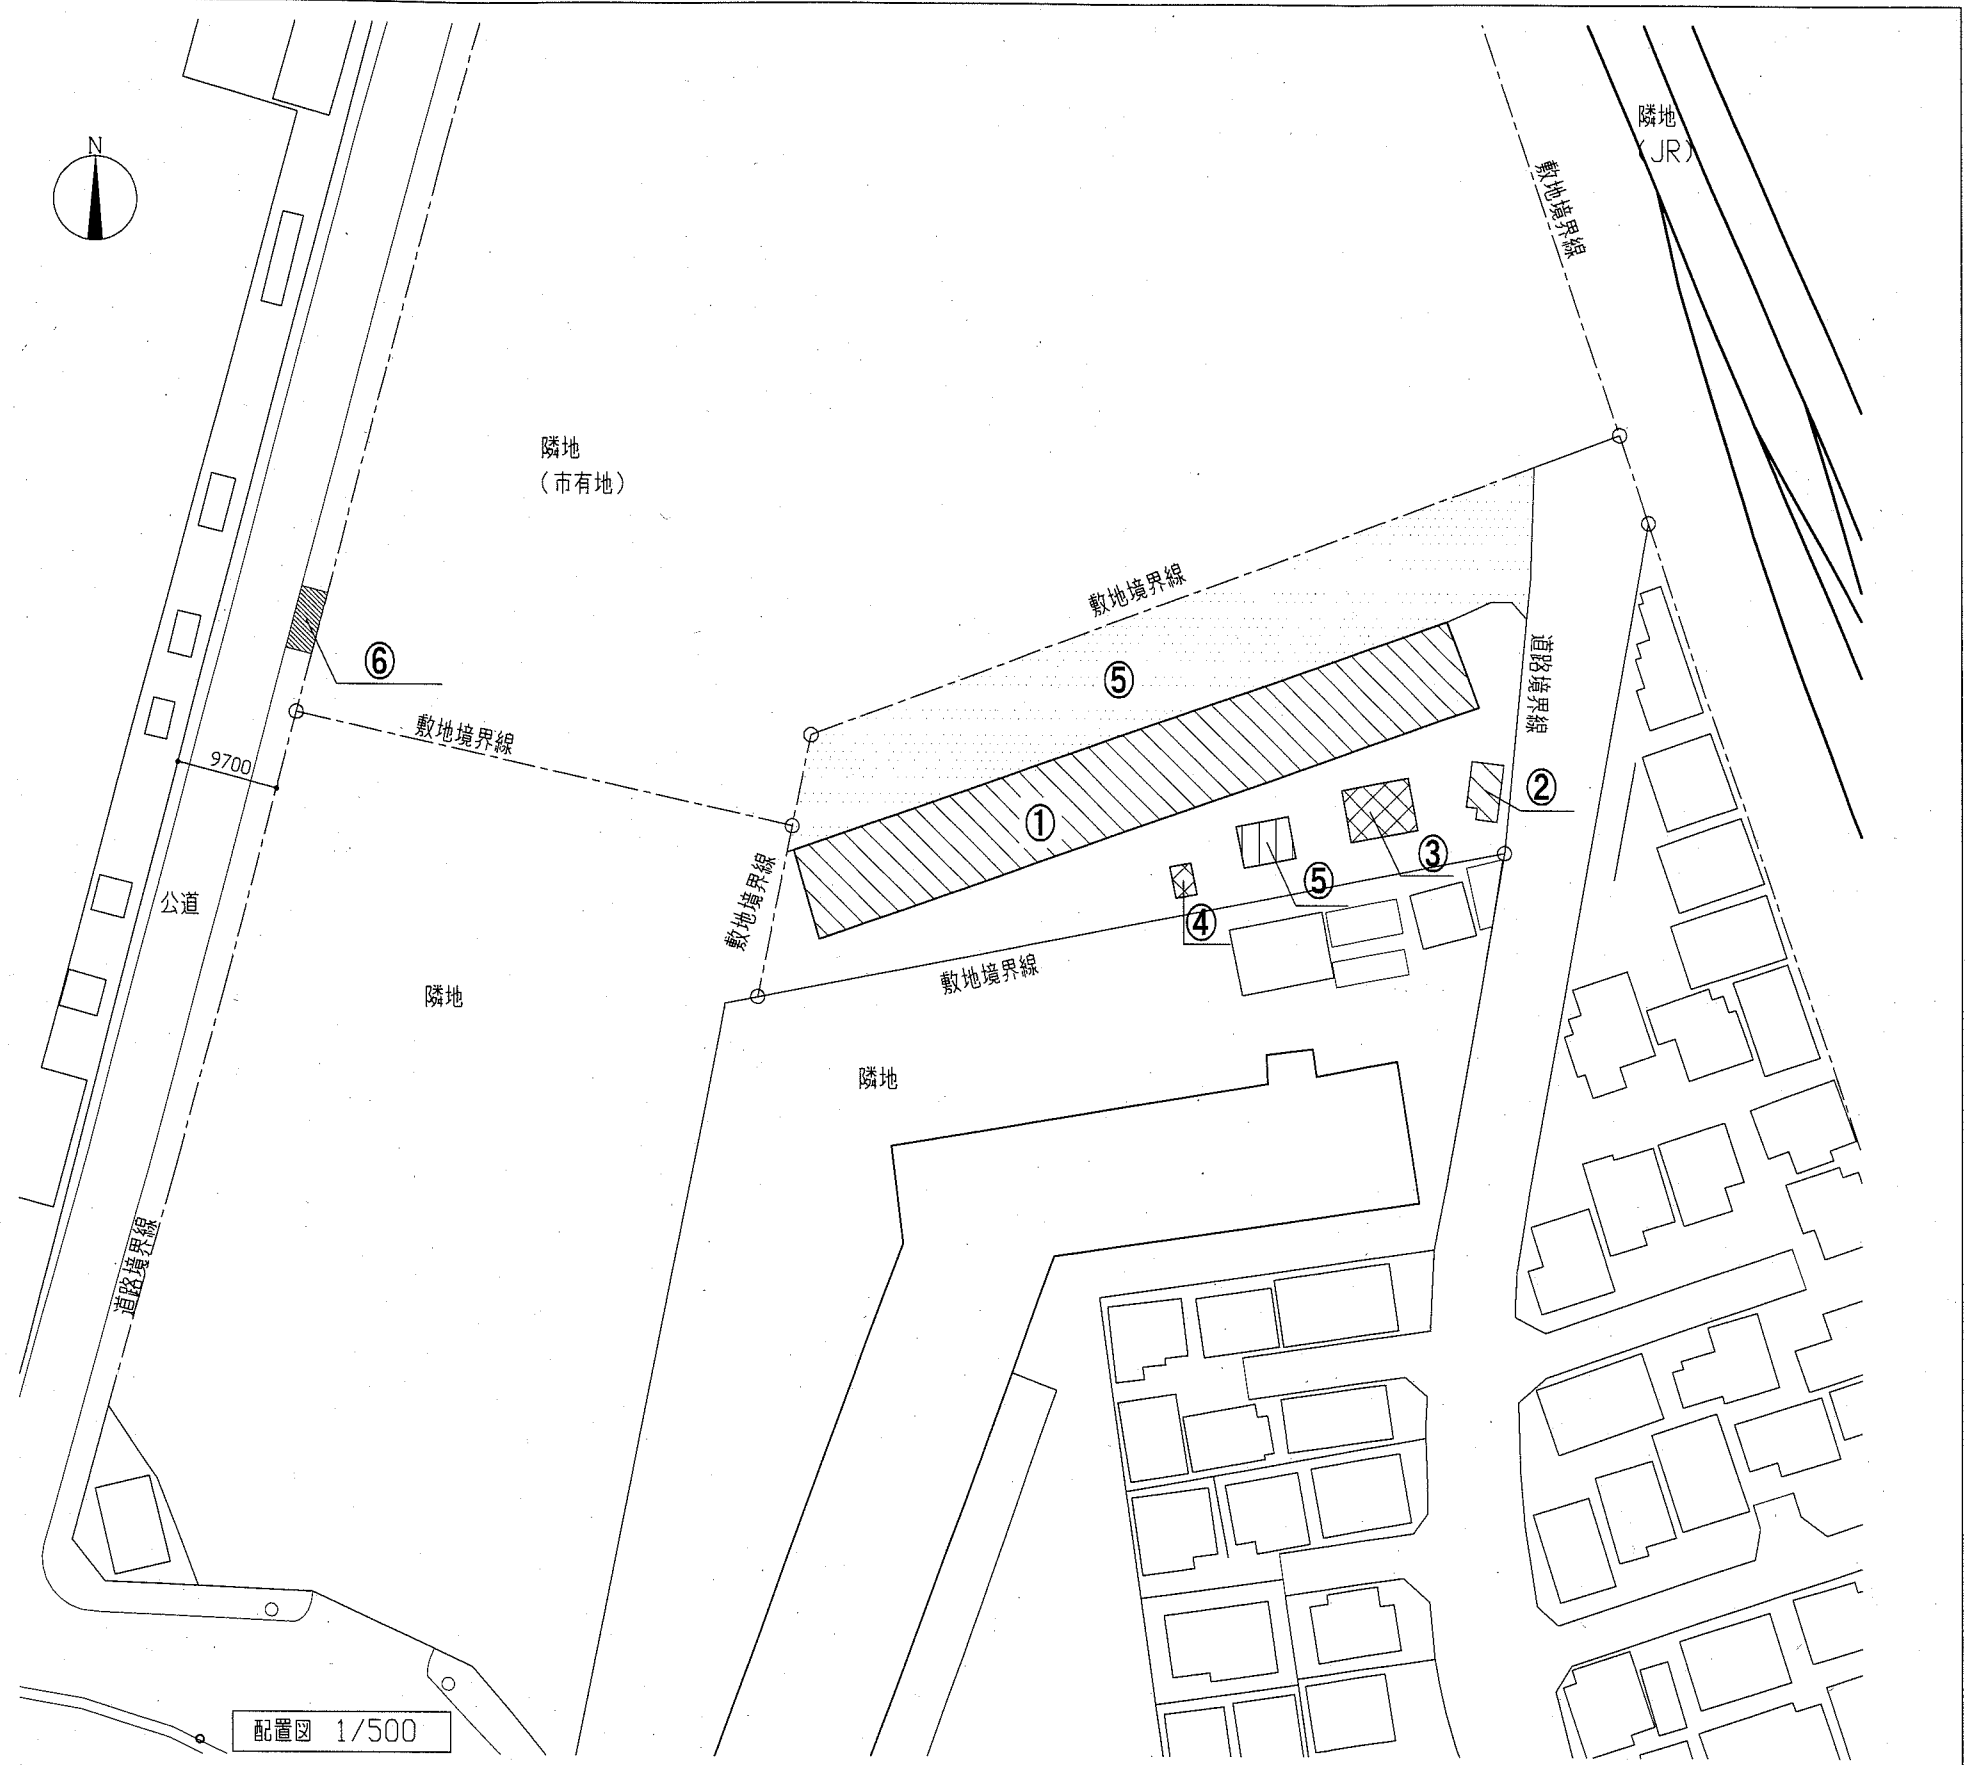 隣地
(JR)
N
敷地境界線
隣地
(市有地)
敷地境界線
道路境界線
⑥
⑤
敷地境界線
9700
②
①
③
⑤
敷地境界線
公道
④
敷地境界線
隣地
隣地
道路境界線
配置図 1/500